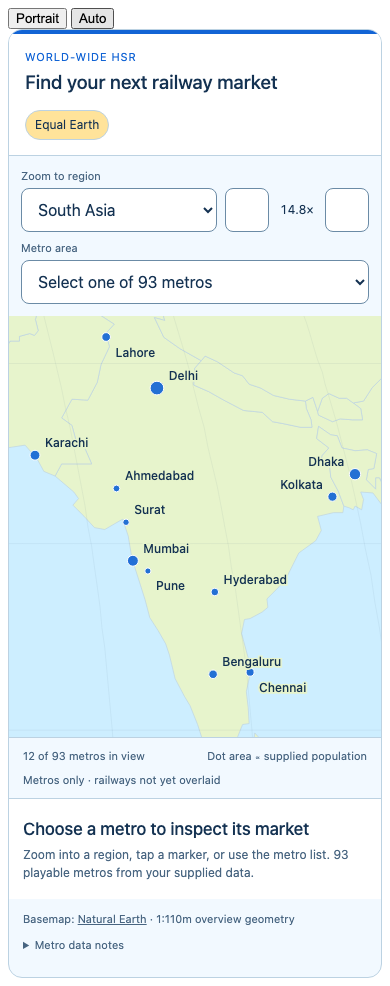 Portrait Auto
WORLD-WIDE HSR
Find your next railway market
Equal Earth
Zoom to region
South Asia 14.8×
Metro area
Select one of 93 metros
Lahore
Delhi
Karachi
Dhaka
Ahmedabad
Kolkata
Surat
Mumbai
Pune
Hyderabad
Bengaluru
Chennai
12 of 93 metros in view Dot area = supplied population
Metros only · railways not yet overlaid
Choose a metro to inspect its market
Zoom into a region, tap a marker, or use the metro list. 93
playable metros from your supplied data.
Basemap: Natural Earth · 1:110m overview geometry
Metro data notes